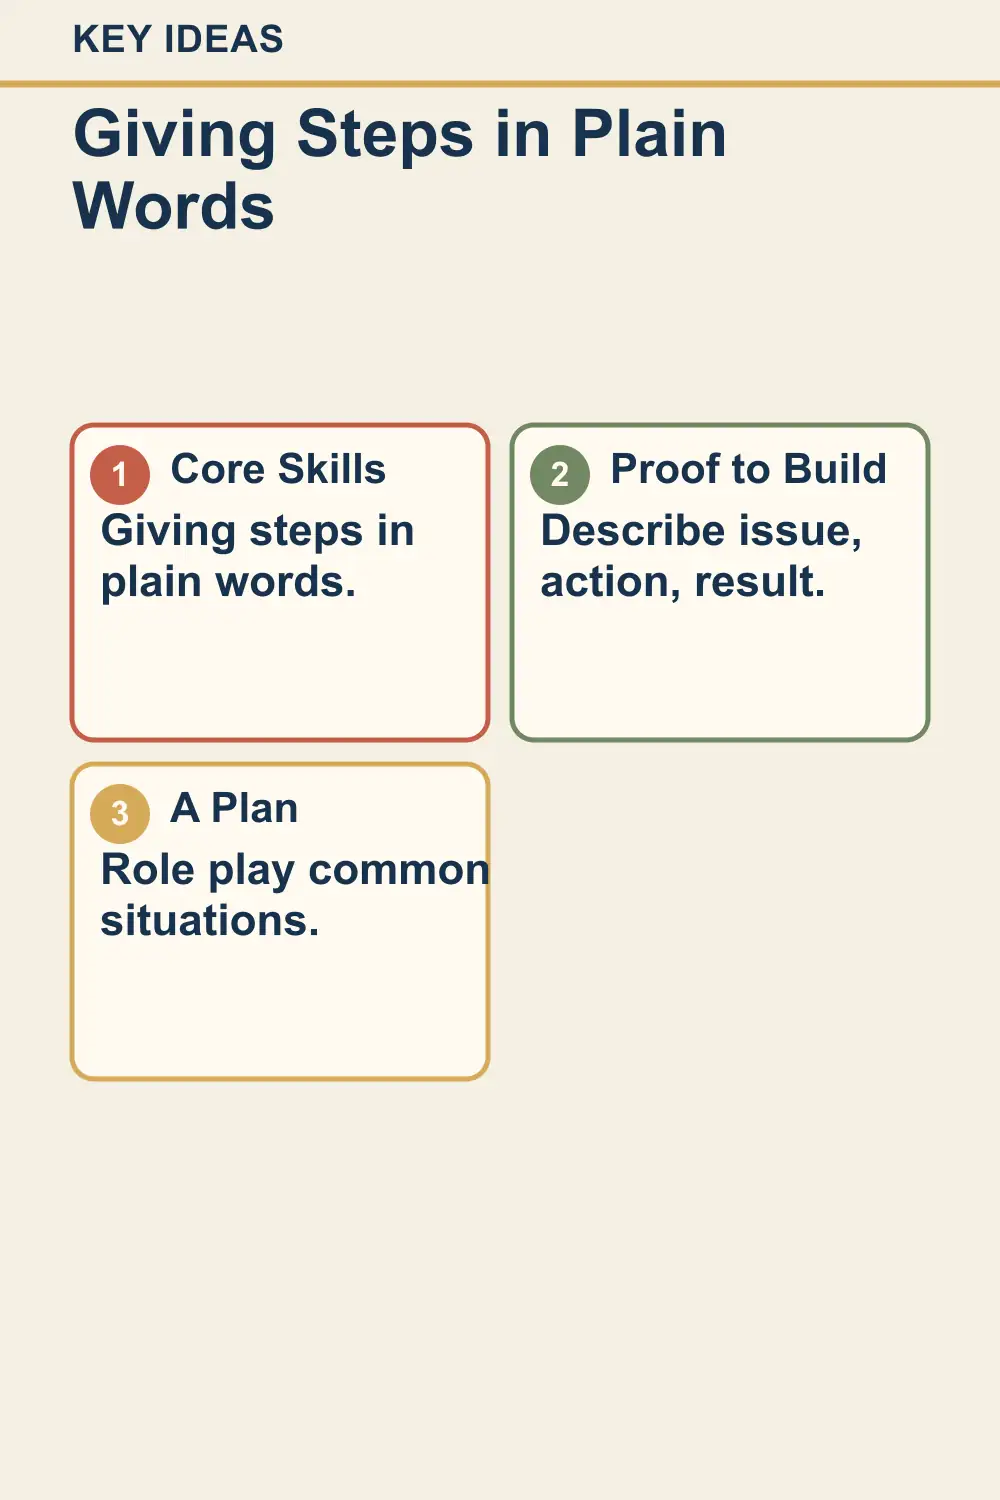 KEY IDEAS
Giving Steps in Plain
Words
1 Core Skills
Giving steps in
plain words.
2 Proof to Build
Describe issue,
action, result.
3 A Plan
Role play common
situations.